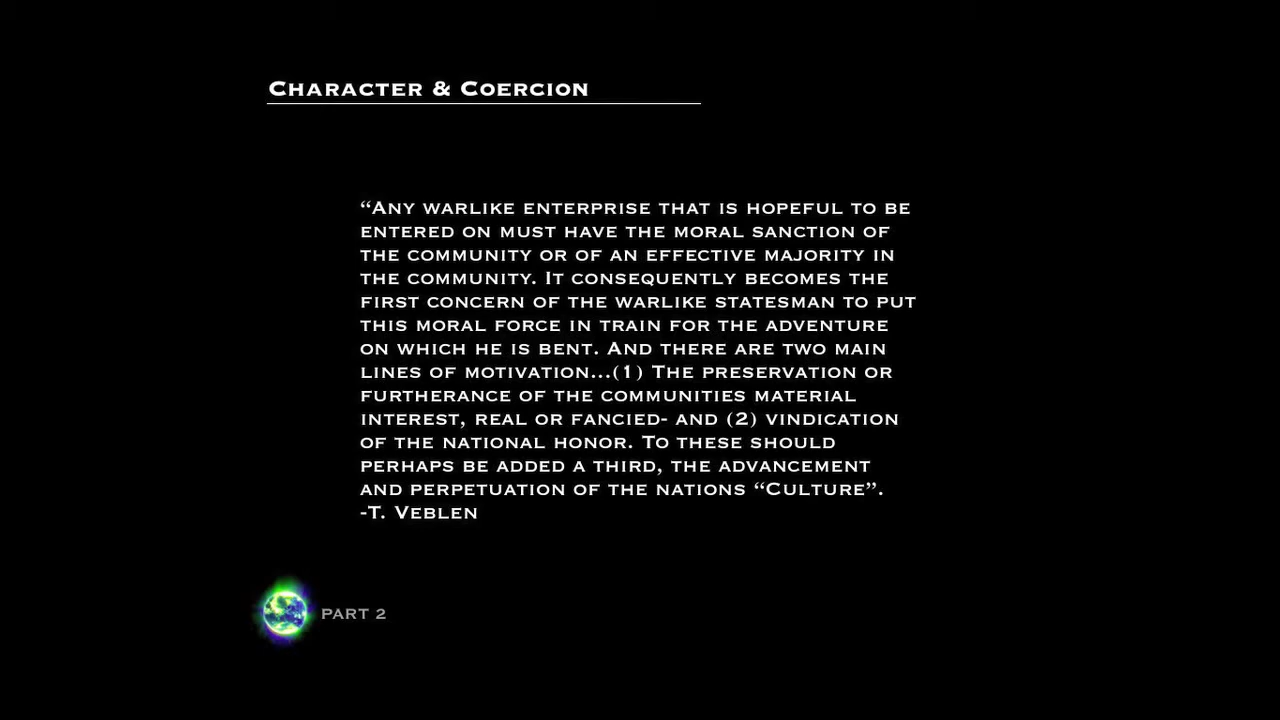 Character & Coercion
“Any warlike enterprise that is hopeful to be
entered on must have the moral sanction of
the community or of an effective majority in
the community. It consequently becomes the
first concern of the warlike statesman to put
this moral force in train for the adventure
on which he is bent. And there are two main
lines of motivation...(1) The preservation or
furtherance of the communities material
interest, real or fancied- and (2) vindication
of the national honor. To these should
perhaps be added a third, the advancement
and perpetuation of the nations “Culture”.
-T. Veblen
PART 2